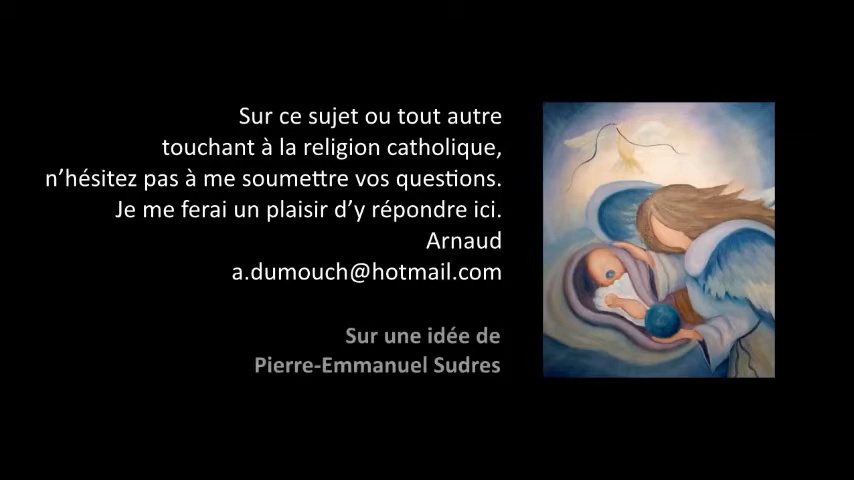 Sur ce sujet ou tout autre
touchant à la religion catholique,
n’hésitez pas à me soumettre vos questions.
Je me ferai un plaisir d’y répondre ici.
Arnaud
a.dumouch@hotmail.com
Sur une idée de
Pierre-Emmanuel Sudres